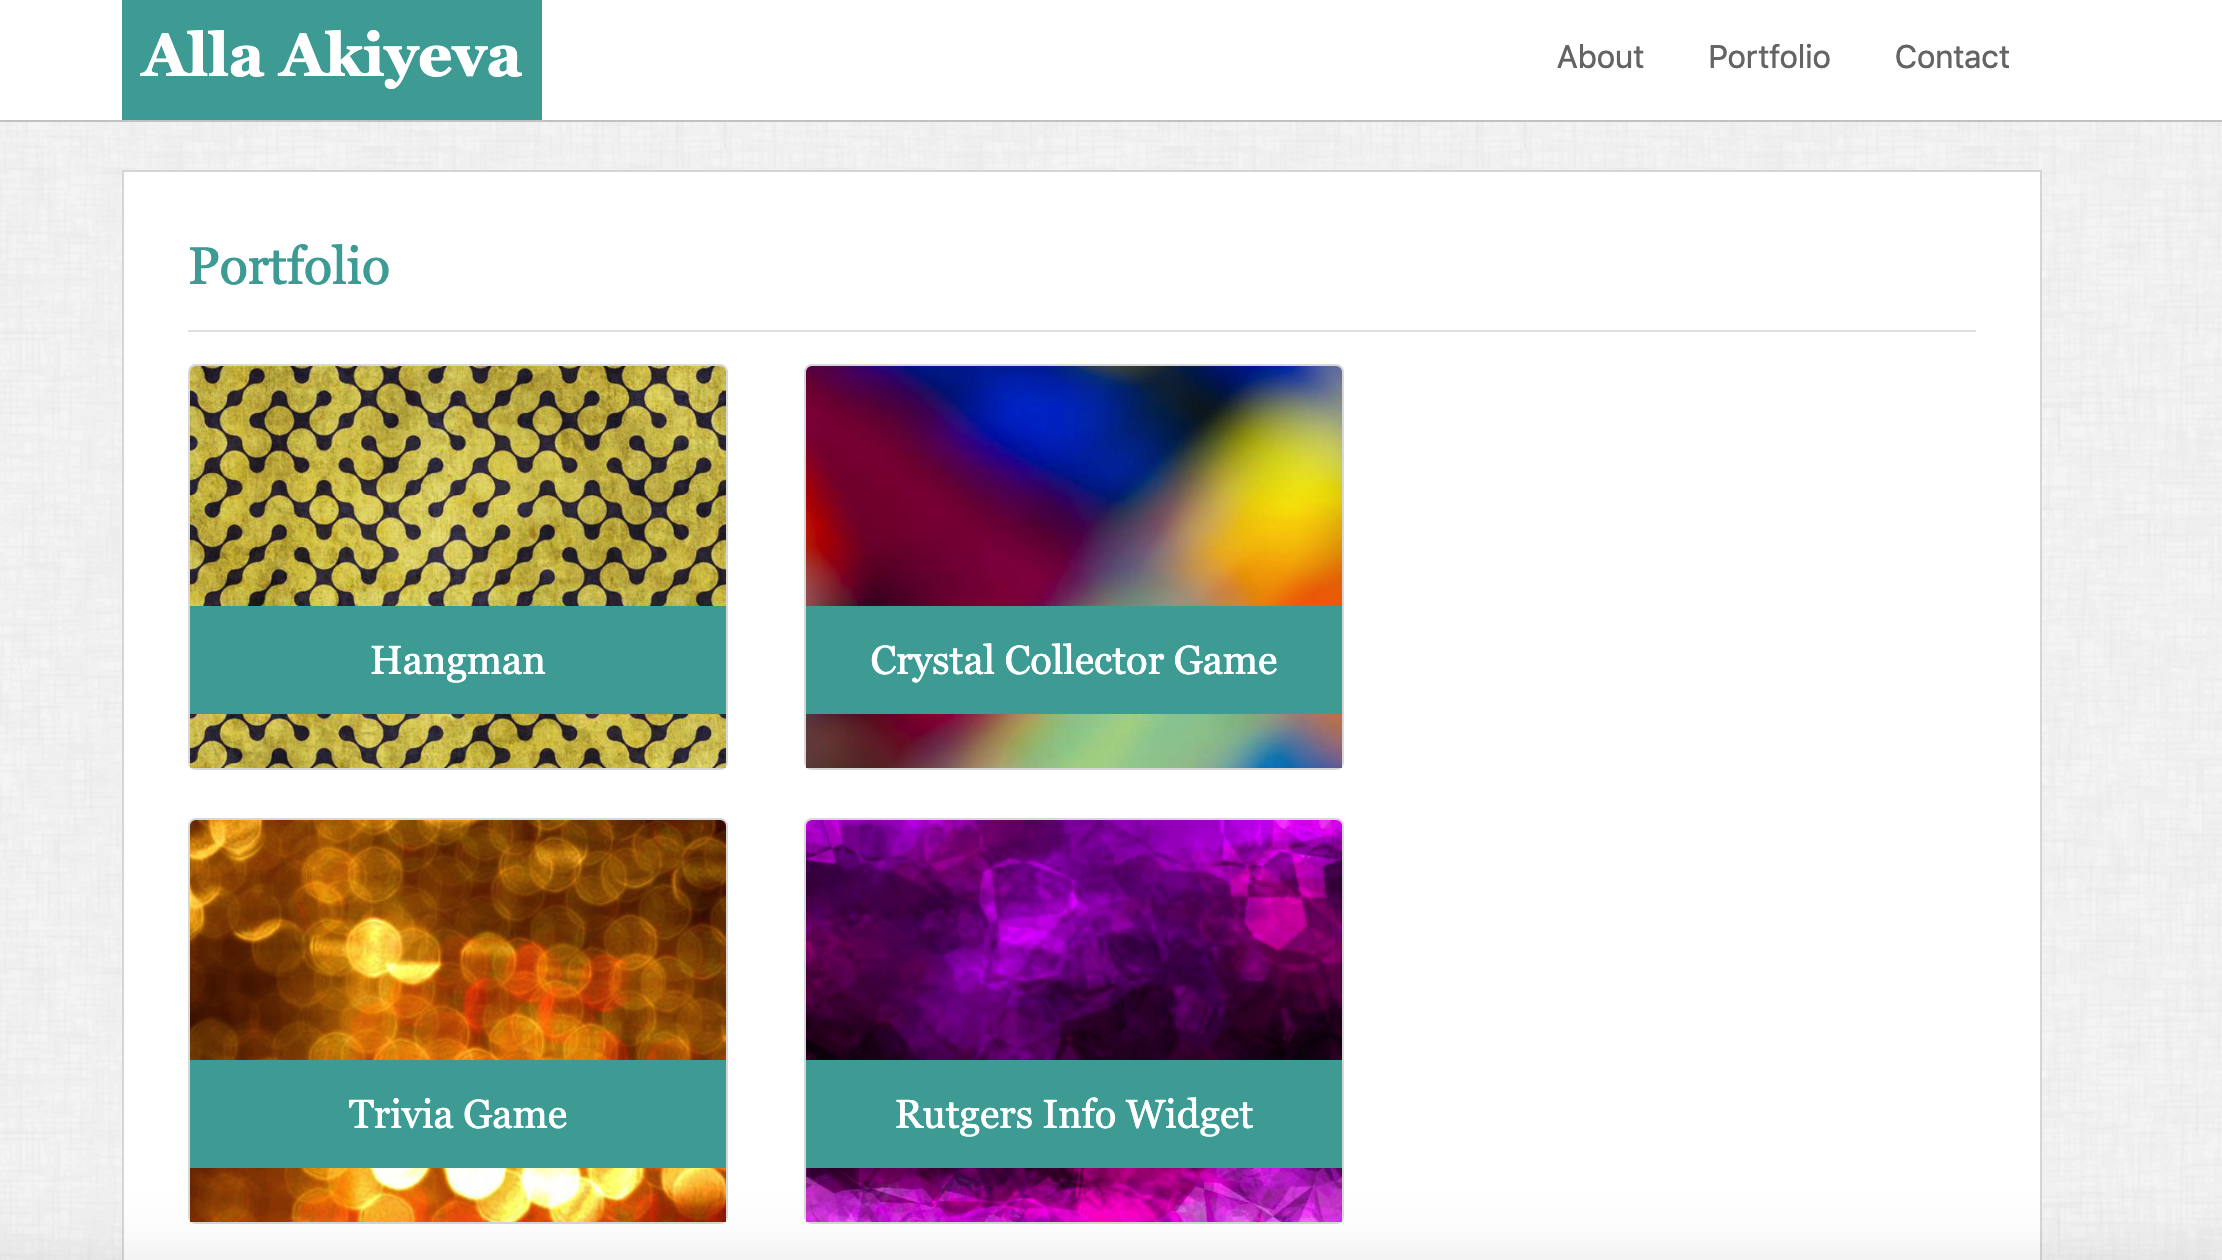 Alla Akiyeva
About Portfolio Contact
Portfolio
Hangman
Crystal Collector Game
Trivia Game
Rutgers Info Widget